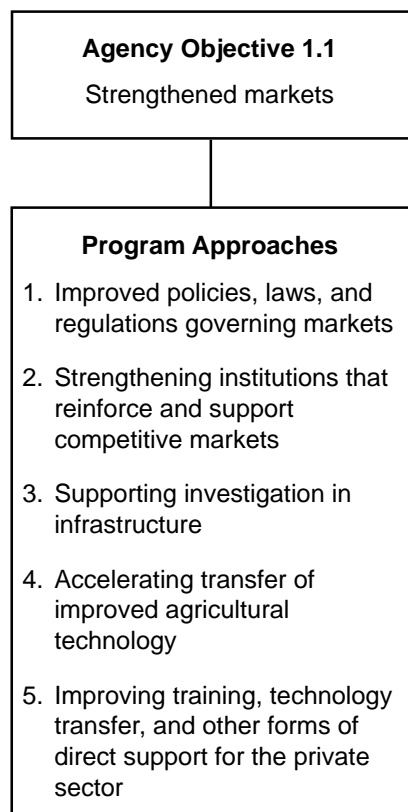 Agency Objective 1.1
Strengthened markets
Program Approaches
1. Improved policies, laws, and
regulations governing markets
2. Strengthening institutions that
reinforce and support
competitive markets
3. Supporting investigation in
infrastructure
4. Accelerating transfer of
improved agricultural
technology
5. Improving training, technology
transfer, and other forms of
direct support for the private
sector